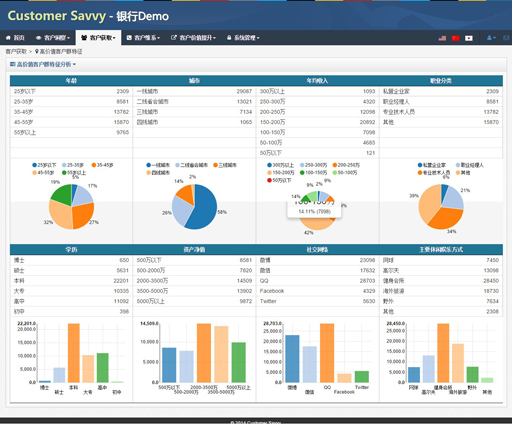 Customer Savvy - 银行Demo
首页 客户洞察 客户获取 客户维系 客户价值提升 系统管理
客户获取 > 高价值客户群特征
高价值客户群特征分析
年龄 城市 年均收入 职业分类
25岁以下 2309 一线城市 29087 300万以上 1093 私营企业家 2309
25-35岁 8581 二线省会城市 13021 250-300万 4320 职业经理人 8581
35-45岁 13782 三线城市 7134 200-250万 12098 专业技术人员 13782
45-55岁 15870 四线城市 1065 150-200万 20892 其他 15870
55岁以上 9765 100-150万 7098
50-100万 4685
50万以下 121
25岁以下 25-35岁 35-45岁 一线城市 二线省会城市 三线城市 300万以上 250-300万 200-250万 私营企业家 职业经理人
45-55岁 55岁以上 四线城市 150-200万 100-150万 50-100万 专业技术人员 其他
50万以下
19% 5% 17% 14% 2% 14% 9% 2% 21%
32% 27% 26% 58% 14.11% (7098) 42% 39% 34%
学历 资产净值 社交网络 主要休闲娱乐方式
博士 650 500万以下 8581 微博 23098 网球 7450
硕士 5631 500-2000万 7820 微信 17632 高尔夫 13098
本科 22201 2000-3500万 14509 QQ 28703 健身会所 28450
大专 10335 3500-5000万 13902 Facebook 4329 海外旅游 18730
高中 11092 5000万以上 9872 Twitter 5630 野外 7634
初中 398 其他 2308
22,201.0 14,509.0 28,703.0 28,450.0
20,000.0 25,000.0 25,000.0
15,000.0 10,000.0 20,000.0 20,000.0
10,000.0 15,000.0 15,000.0
5,000.0 5,000.0 10,000.0 10,000.0
5,000.0 5,000.0
0.0 0.0 0.0 0.0
博士 本科 高中 500万以下 2000-3500万 5000万以上 微博 QQ Twitter 网球 健身会所 野外
硕士 大专 初中 500-2000万 3500-5000万 微信 Facebook 高尔夫 海外旅游 其他
© 2014 Customer Savvy